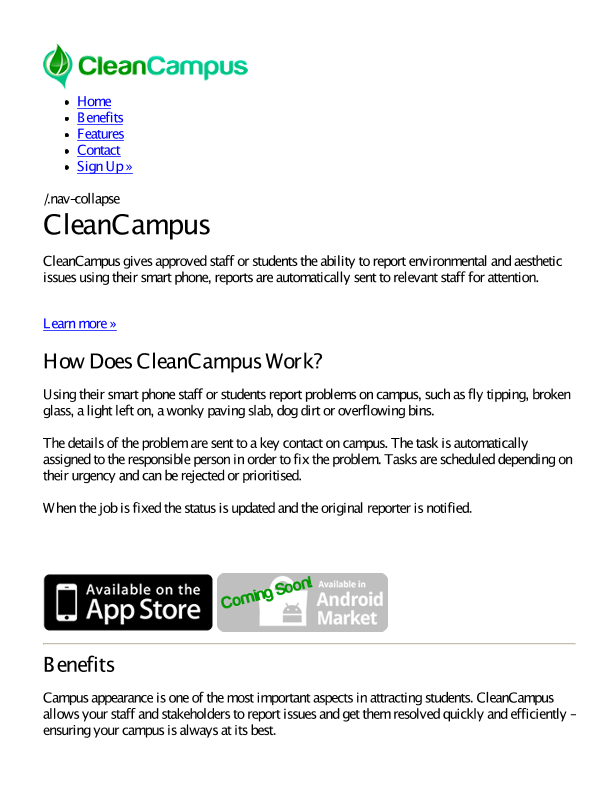 CleanCampus
Home
Benefits
Features
Contact
Sign Up »
/.nav-collapse
CleanCampus
CleanCampus gives approved staff or students the ability to report environmental and aesthetic
issues using their smart phone, reports are automatically sent to relevant staff for attention.
Learn more »
How Does CleanCampus Work?
Using their smart phone staff or students report problems on campus, such as fly tipping, broken
glass, a light left on, a wonky paving slab, dog dirt or overflowing bins.
The details of the problem are sent to a key contact on campus. The task is automatically
assigned to the responsible person in order to fix the problem. Tasks are scheduled depending on
their urgency and can be rejected or prioritised.
When the job is fixed the status is updated and the original reporter is notified.
Available on the
App Store
Coming Soon!
Available in
Android
Market
Benefits
Campus appearance is one of the most important aspects in attracting students. CleanCampus
allows your staff and stakeholders to report issues and get them resolved quickly and efficiently –
ensuring your campus is always at its best.